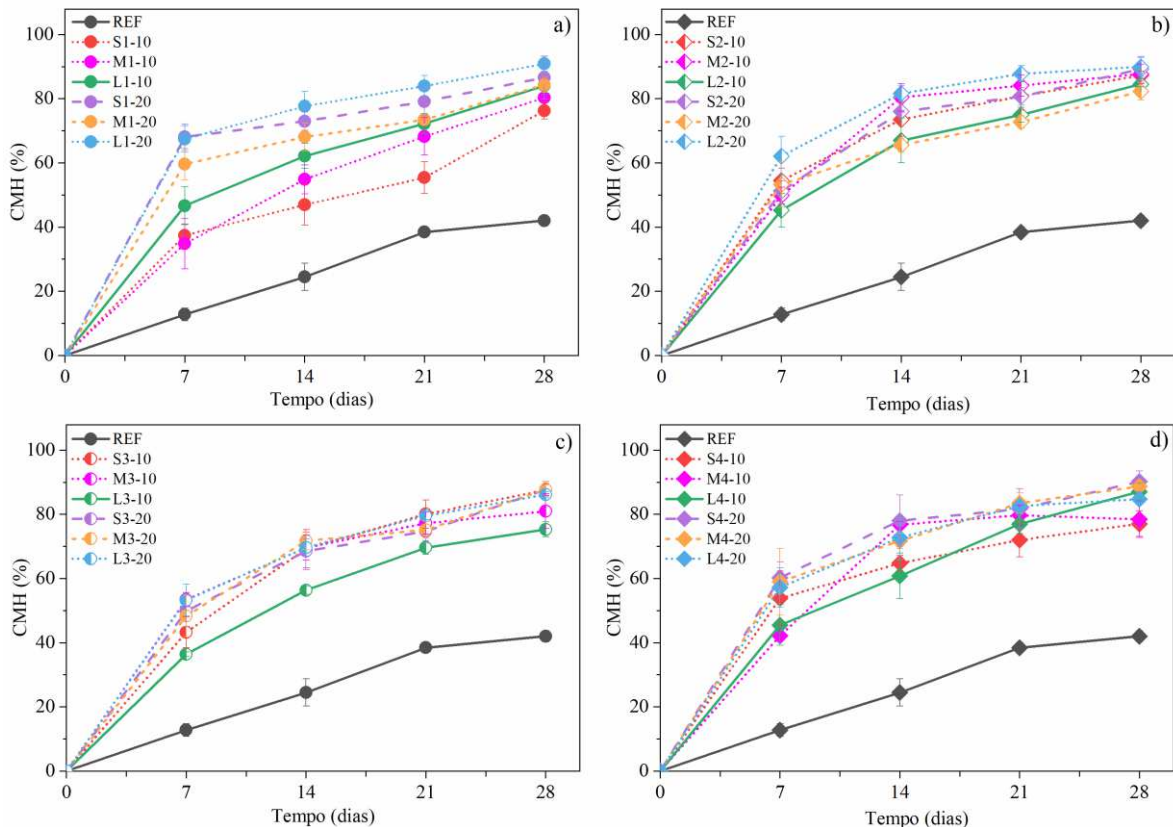 a)
REF
S1-10
M1-10
L1-10
S1-20
M1-20
L1-20
CMH (%)
100
80
60
40
20
0
0 7 14 21 28
Tempo (dias)
b)
REF
S2-10
M2-10
L2-10
S2-20
M2-20
L2-20
CMH (%)
100
80
60
40
20
0
0 7 14 21 28
Tempo (dias)
c)
REF
S3-10
M3-10
L3-10
S3-20
M3-20
L3-20
CMH (%)
100
80
60
40
20
0
0 7 14 21 28
Tempo (dias)
d)
REF
S4-10
M4-10
L4-10
S4-20
M4-20
L4-20
CMH (%)
100
80
60
40
20
0
0 7 14 21 28
Tempo (dias)